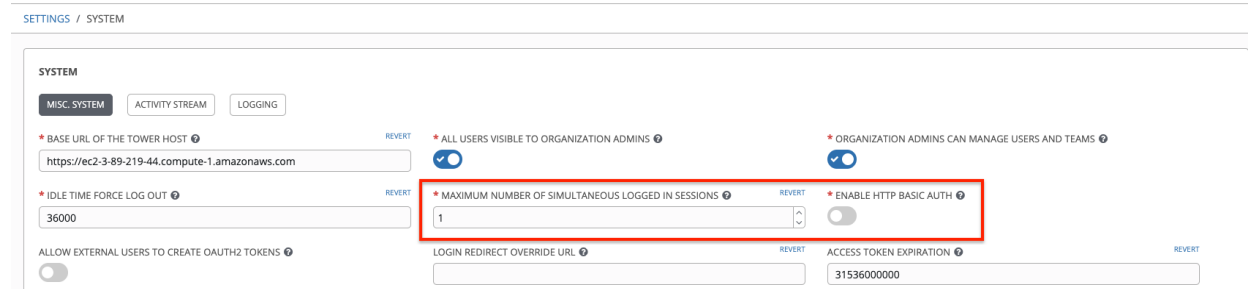 SETTINGS / SYSTEM
SYSTEM
MISC. SYSTEM ACTIVITY STREAM LOGGING
* BASE URL OF THE TOWER HOST REVERT * ALL USERS VISIBLE TO ORGANIZATION ADMINS * ORGANIZATION ADMINS CAN MANAGE USERS AND TEAMS
https://ec2-3-89-219-44.compute-1.amazonaws.com
* IDLE TIME FORCE LOG OUT REVERT * MAXIMUM NUMBER OF SIMULTANEOUS LOGGED IN SESSIONS REVERT * ENABLE HTTP BASIC AUTH
36000 1
ALLOW EXTERNAL USERS TO CREATE OAUTH2 TOKENS LOGIN REDIRECT OVERRIDE URL REVERT ACCESS TOKEN EXPIRATION REVERT
31536000000